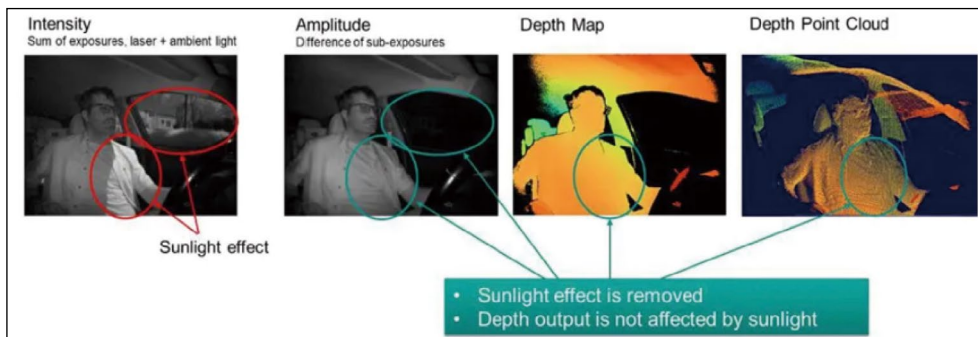 Intensity
Sum of exposures, laser + ambient light
Amplitude
Difference of sub-exposures
Depth Map
Depth Point Cloud
Sunlight effect
• Sunlight effect is removed
• Depth output is not affected by sunlight